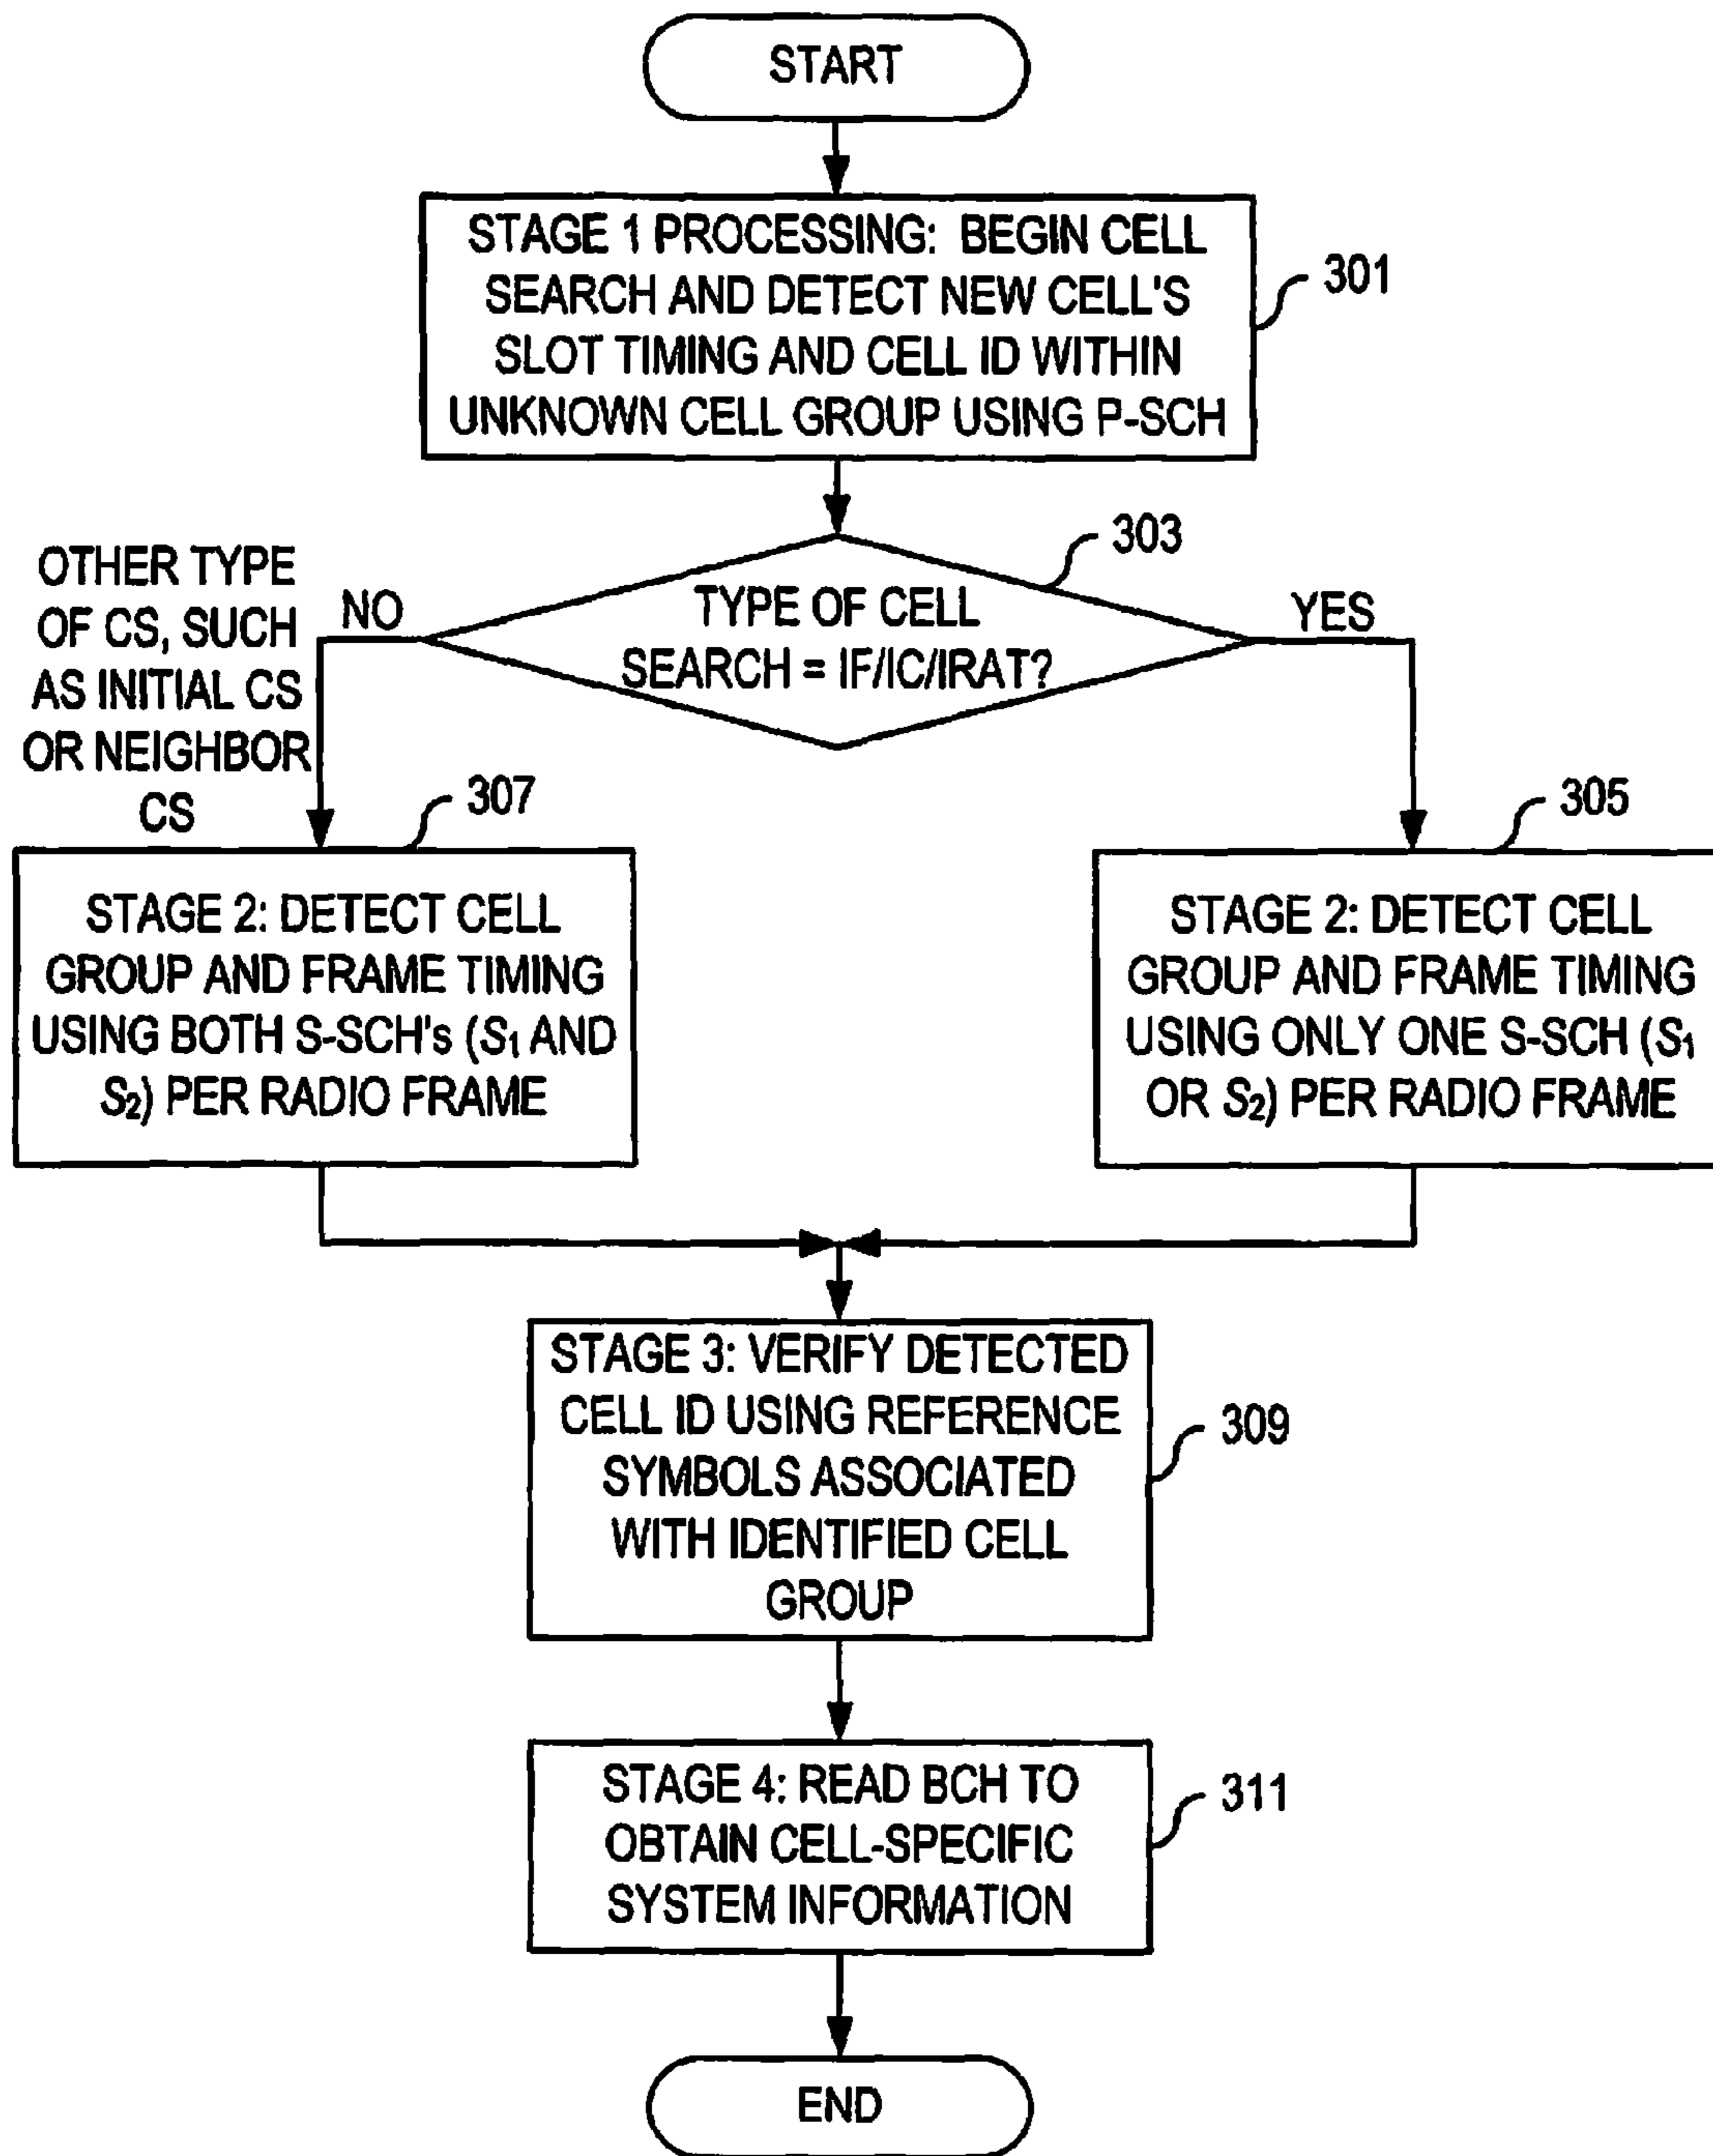 START
STAGE 1 PROCESSING: BEGIN CELL
SEARCH AND DETECT NEW CELL'S
SLOT TIMING AND CELL ID WITHIN
UNKNOWN CELL GROUP USING P-SCH
301
303
TYPE OF CELL
SEARCH = IF/IC/IRAT?
NO
YES
OTHER TYPE
OF CS, SUCH
AS INITIAL CS
OR NEIGHBOR
CS
307
305
STAGE 2: DETECT CELL
GROUP AND FRAME TIMING
USING BOTH S-SCH's (S₁ AND
S₂) PER RADIO FRAME
STAGE 2: DETECT CELL
GROUP AND FRAME TIMING
USING ONLY ONE S-SCH (S₁
OR S₂) PER RADIO FRAME
STAGE 3: VERIFY DETECTED
CELL ID USING REFERENCE
SYMBOLS ASSOCIATED
WITH IDENTIFIED CELL
GROUP
309
STAGE 4: READ BCH TO
OBTAIN CELL-SPECIFIC
SYSTEM INFORMATION
311
END